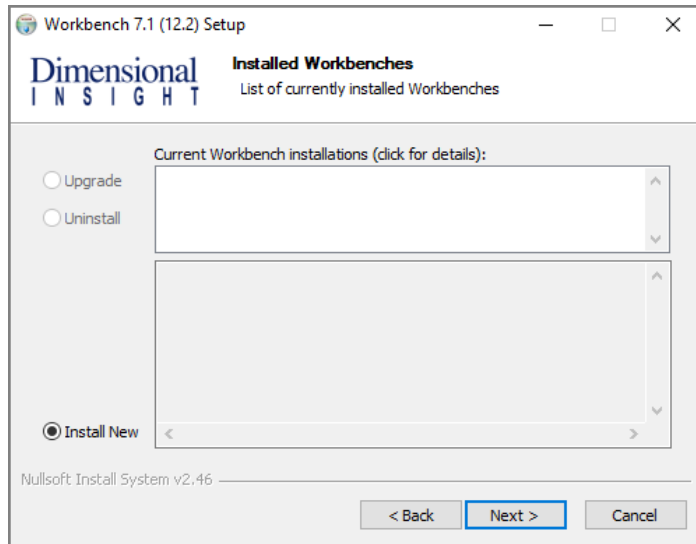 Workbench 7.1 (12.2) Setup
Dimensional
INSIGHT
Installed Workbenches
List of currently installed Workbenches
Current Workbench installations (click for details):
Upgrade
Uninstall
Install New
Nullsoft Install System v2.46
< Back
Next >
Cancel